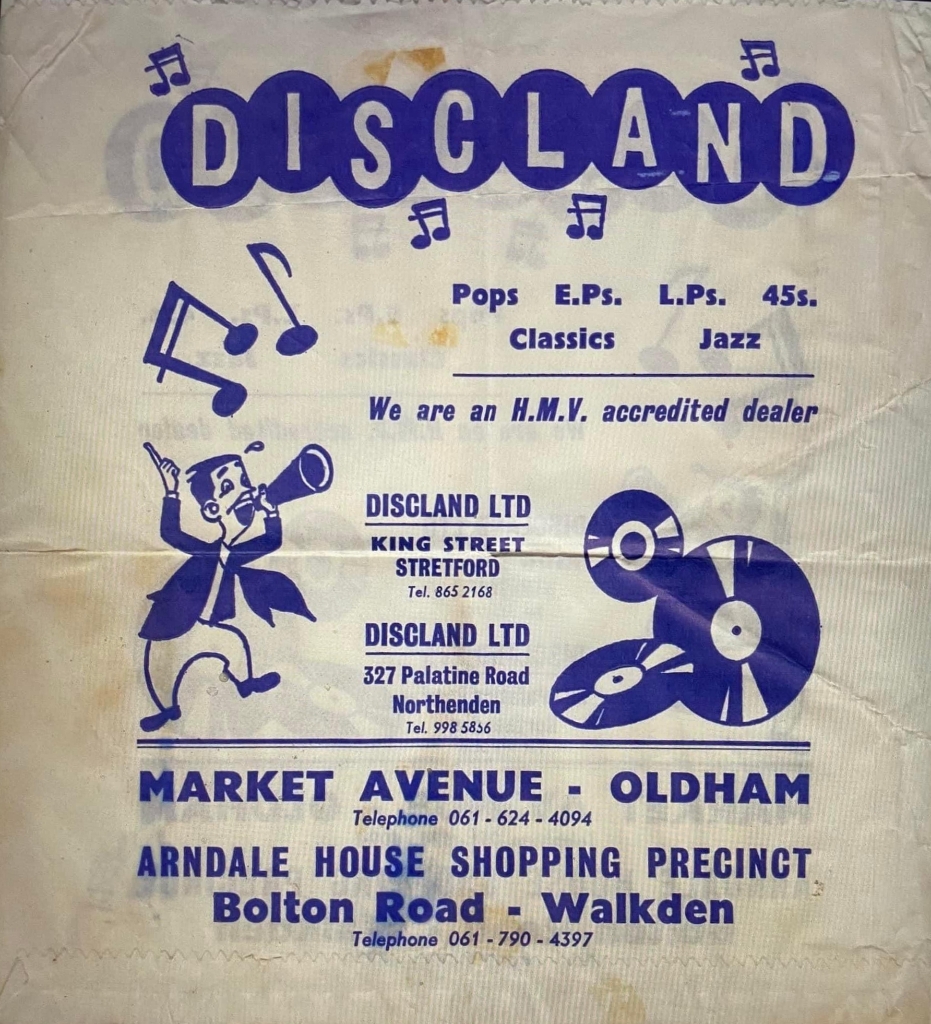 DISCLAND
Pops E.Ps. L.Ps. 45s.
Classics Jazz
We are an H.M.V. accredited dealer
DISCLAND LTD
KING STREET
STRETFORD
Tel. 865 2168
DISCLAND LTD
327 Palatine Road
Northenden
Tel. 998 5856
MARKET AVENUE - OLDHAM
Telephone 061 - 624 - 4094
ARNDALE HOUSE SHOPPING PRECINCT
Bolton Road - Walkden
Telephone 061 - 790 - 4397